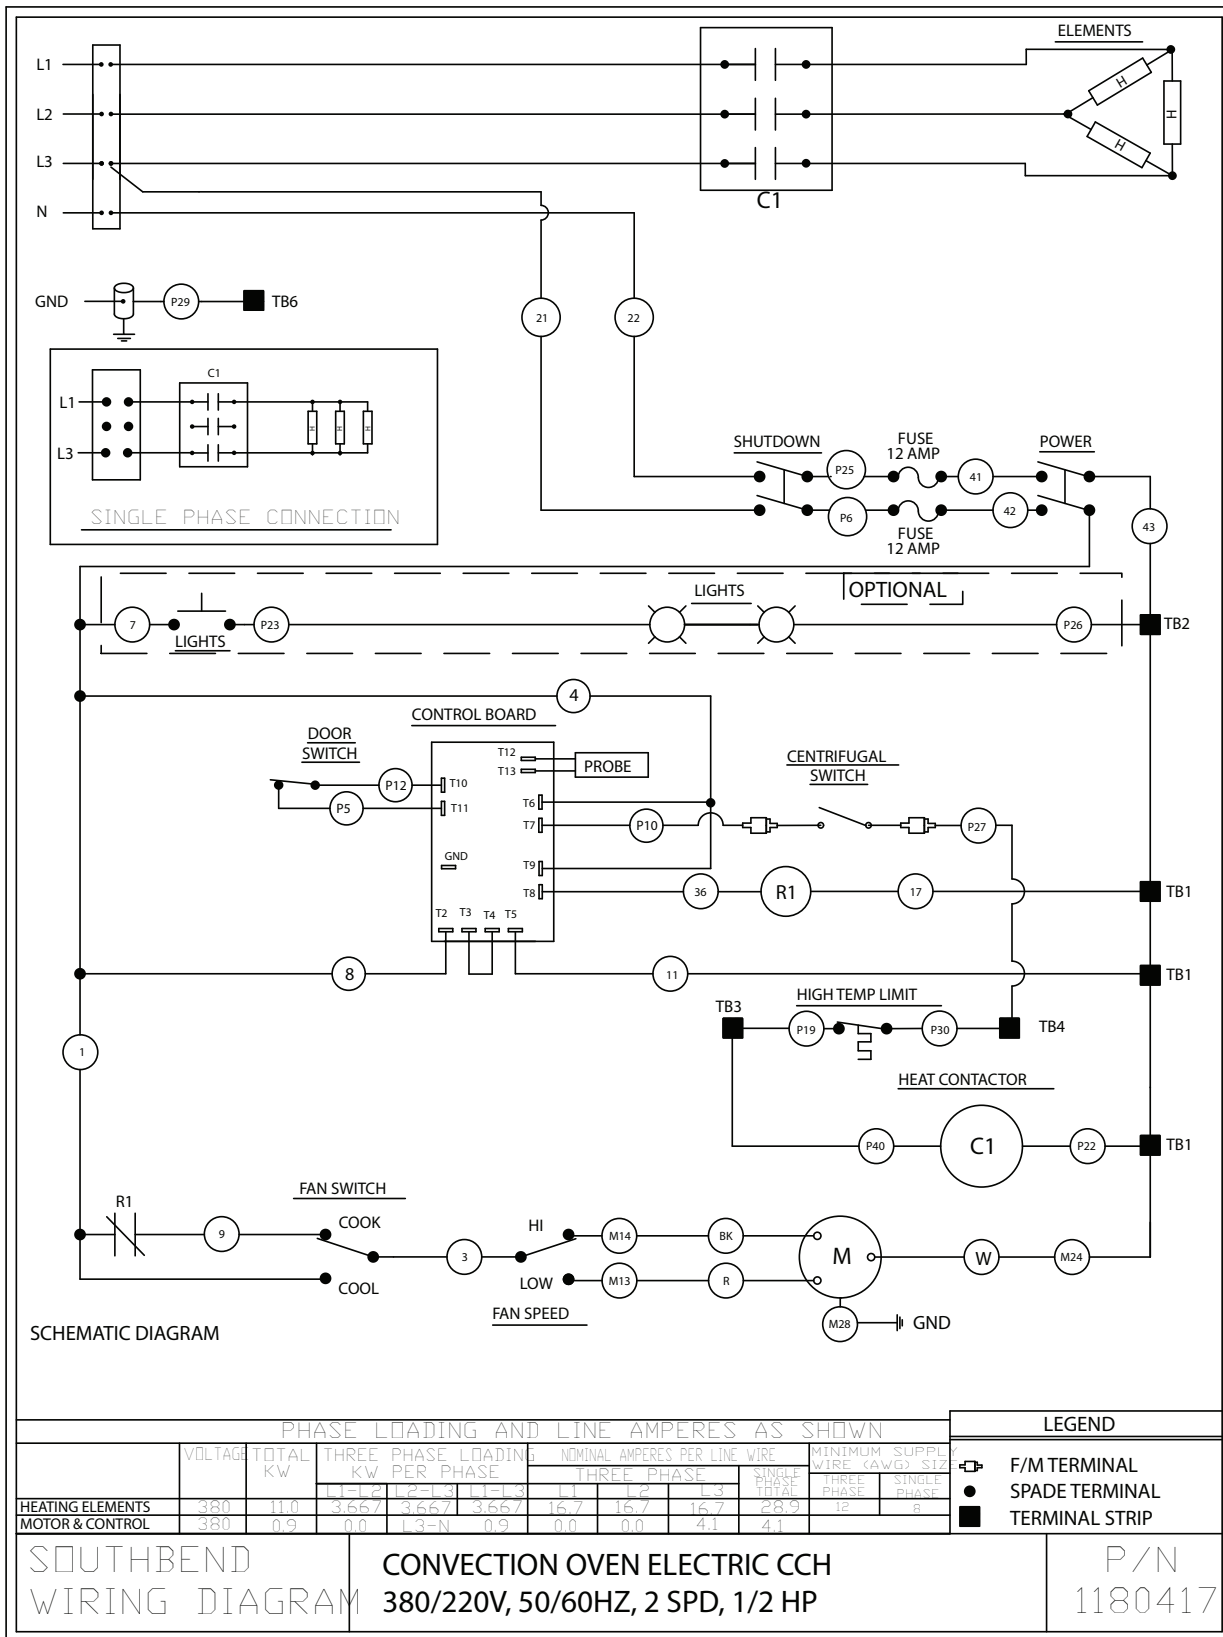 ELEMENTS
L1
L2
L3
N
C1
GND
P29
TB6
21
22
C1
L1
L3
H
H
H
H
H
H
SINGLE PHASE CONNECTION
SHUTDOWN
FUSE
12 AMP
POWER
P25
41
P6
42
FUSE
12 AMP
43
OPTIONAL
LIGHTS
7
P23
P26
TB2
LIGHTS
4
CONTROL BOARD
DOOR
SWITCH
T12
T13
PROBE
CENTRIFUGAL
SWITCH
P12
T10
P5
T11
T6
T7
P10
P27
GND
T9
T8
36
R1
17
TB1
T2
T3
T4
T5
8
11
TB1
HIGH TEMP LIMIT
TB3
P19
P30
TB4
1
HEAT CONTACTOR
P40
C1
P22
TB1
FAN SWITCH
R1
9
COOK
HI
M14
BK
3
M
W
M24
COOL
LOW
M13
R
FAN SPEED
M28
GND
SCHEMATIC DIAGRAM
PHASE LOADING AND LINE AMPERES AS SHOWN
VOLTAGE
TOTAL
KW
THREE PHASE LOADING
KW PER PHASE
NOMINAL AMPERES PER LINE WIRE
MINIMUM SUPPLY
WIRE (AWG) SIZE
THREE PHASE
SINGLE
PHASE
TOTAL
THREE
PHASE
SINGLE
PHASE
L1-L2 L2-L3 L1-L3 L1 L2 L3
HEATING ELEMENTS 380 11.0 3.667 3.667 3.667 16.7 16.7 16.7 28.9 12 8
MOTOR & CONTROL 380 0.9 0.0 L3-N 0.9 0.0 0.0 4.1 4.1
LEGEND
F/M TERMINAL
SPADE TERMINAL
TERMINAL STRIP
SOUTHBEND
WIRING DIAGRAM
CONVECTION OVEN ELECTRIC CCH
380/220V, 50/60HZ, 2 SPD, 1/2 HP
P/N
1180417